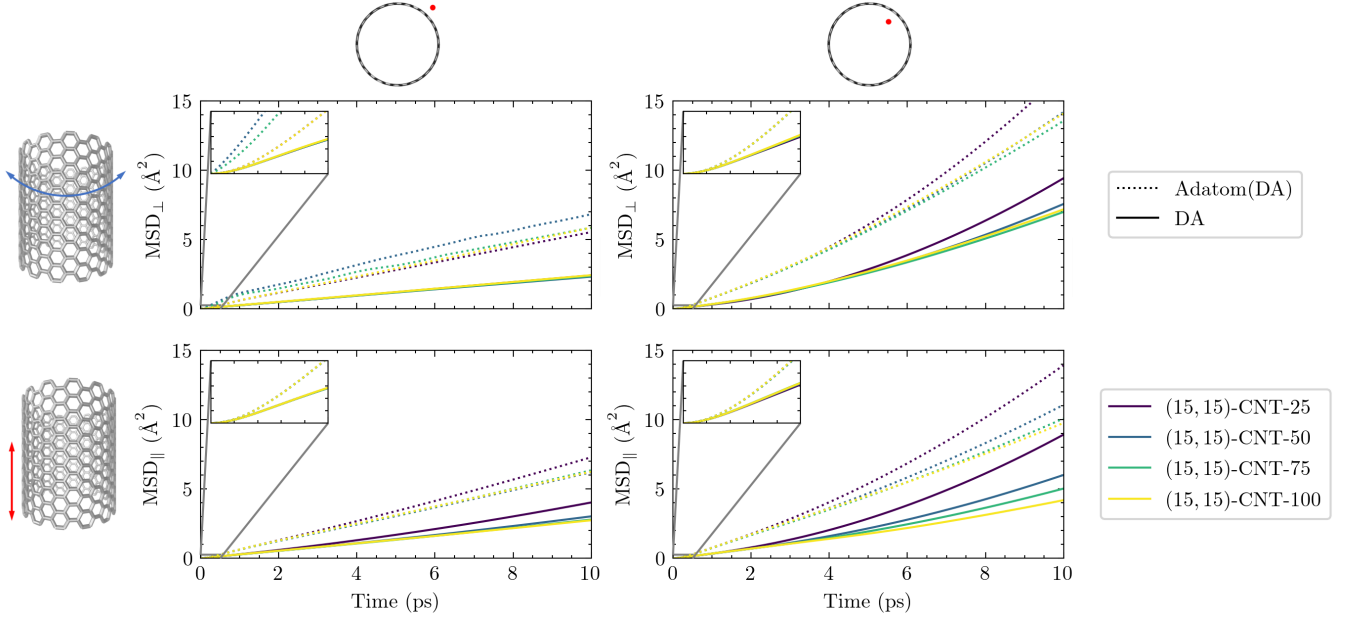 15
10
5
0
MSD⊥ (Å²)
15
10
5
0
MSD⊥ (Å²)
Adatom(DA)
DA
15
10
5
0
MSD∥ (Å²)
0 2 4 6 8 10
Time (ps)
15
10
5
0
MSD∥ (Å²)
0 2 4 6 8 10
Time (ps)
(15, 15)-CNT-25
(15, 15)-CNT-50
(15, 15)-CNT-75
(15, 15)-CNT-100